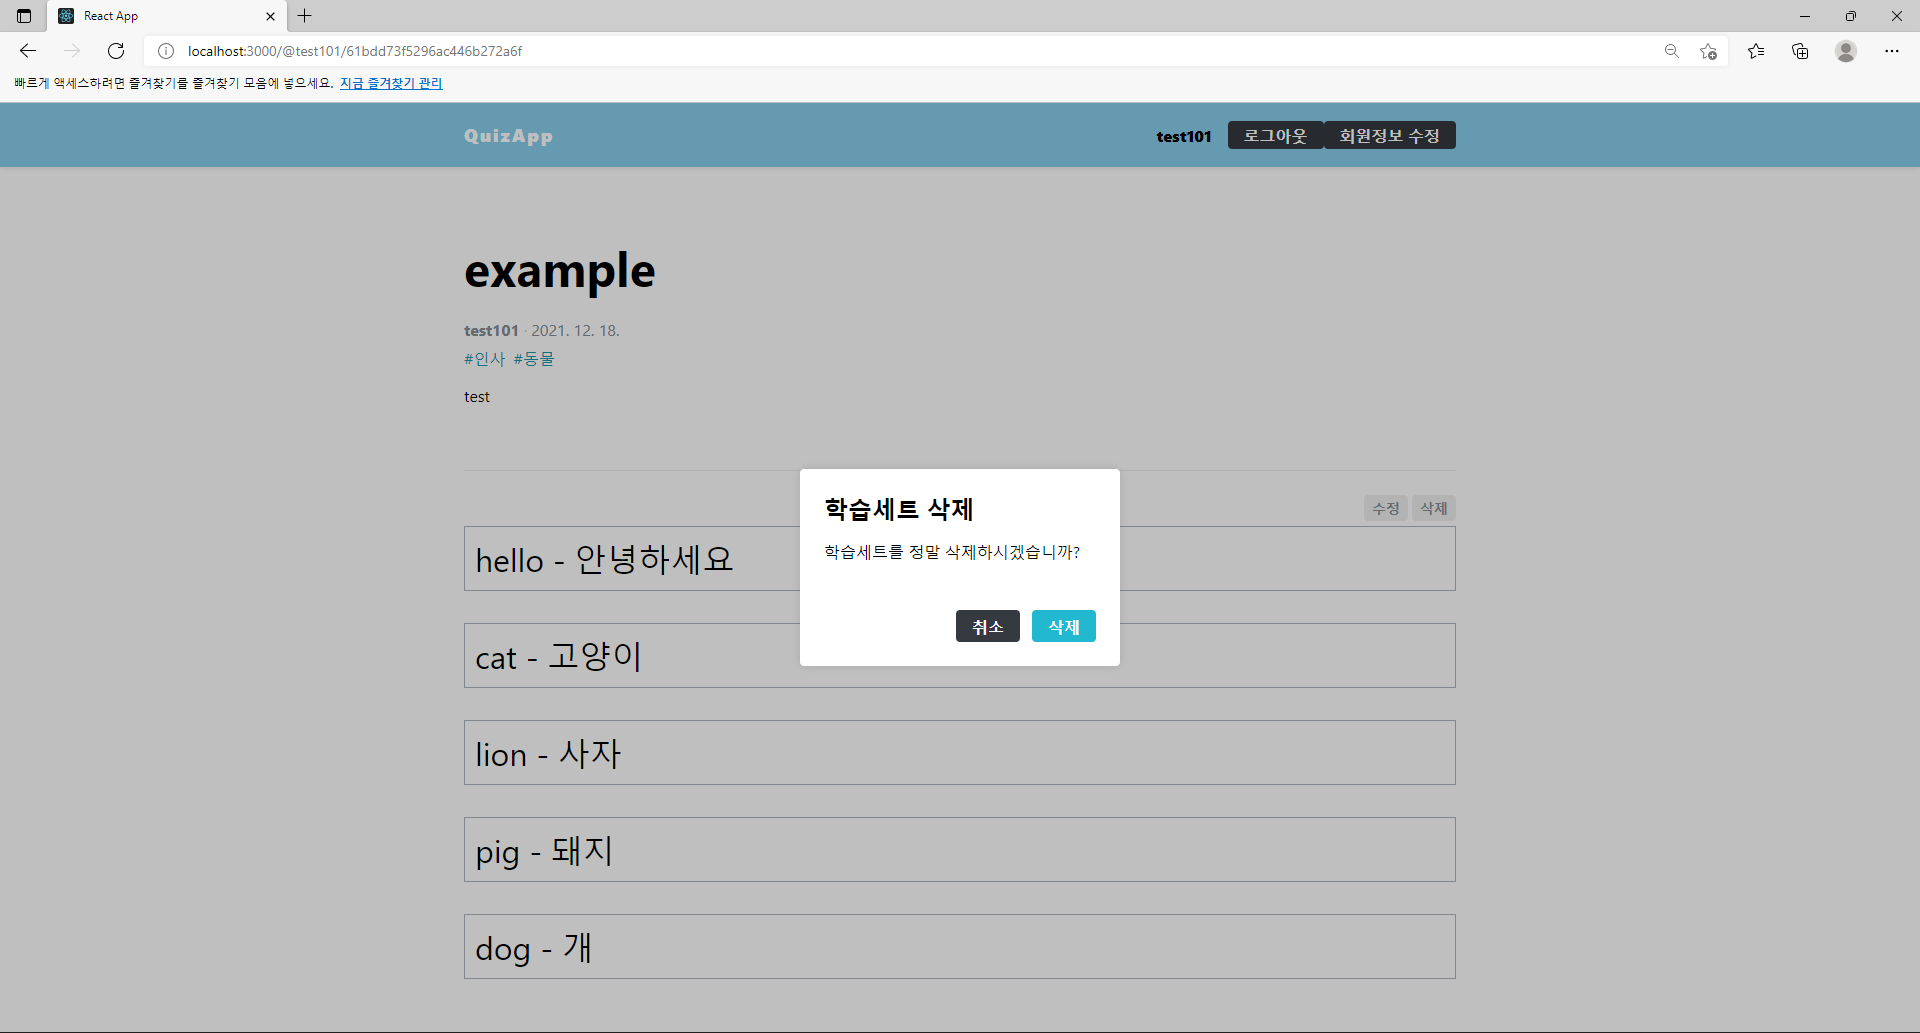 React App
localhost:3000/@test101/61bdd73f5296ac446b272a6f
빠르게 액세스하려면 즐겨찾기를 즐겨찾기 모음에 넣으세요. 지금 즐겨찾기 관리
QuizApp test101 로그아웃 회원정보 수정
example
test101 · 2021. 12. 18.
#인사 #동물
test
수정 삭제
학습세트 삭제
학습세트를 정말 삭제하시겠습니까?
취소 삭제
hello - 안녕하세요
cat - 고양이
lion - 사자
pig - 돼지
dog - 개